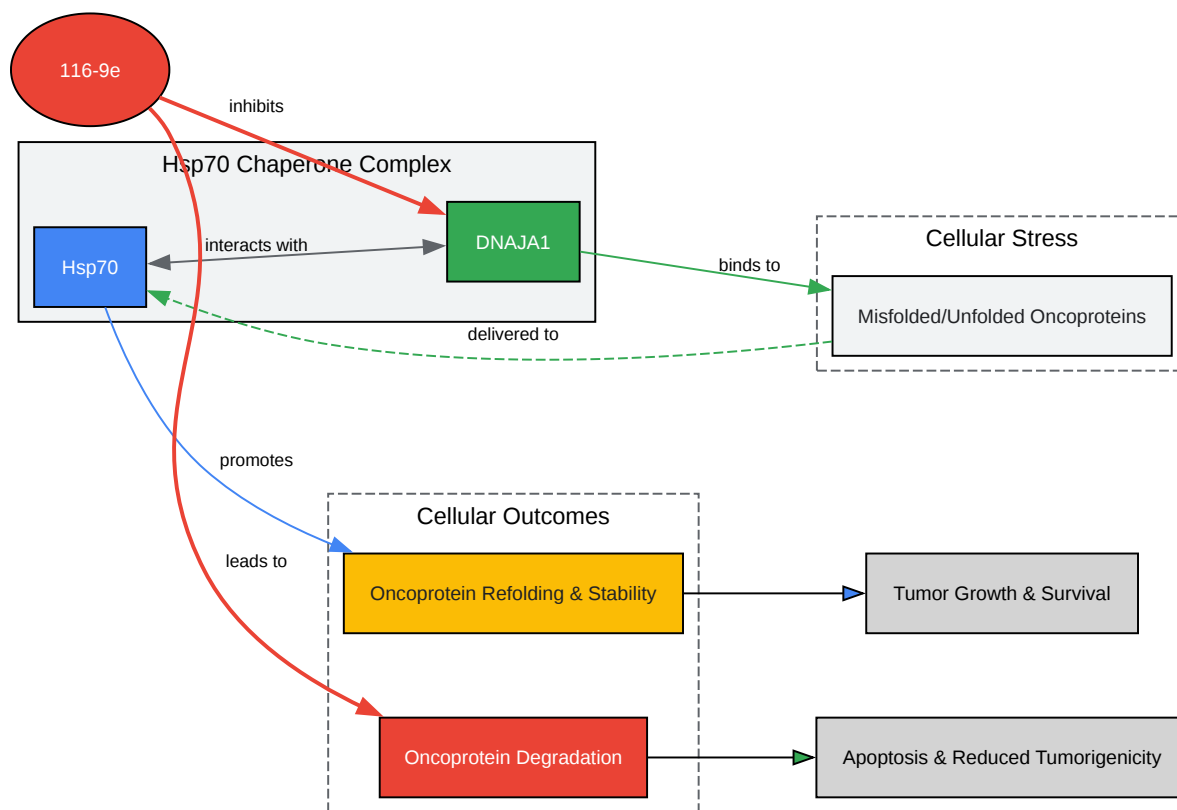 116-9e
inhibits
Hsp70 Chaperone Complex
DNAJA1
interacts with
Hsp70
Cellular Stress
binds to
Misfolded/Unfolded Oncoproteins
delivered to
promotes
Cellular Outcomes
leads to
Oncoprotein Refolding & Stability
Tumor Growth & Survival
Oncoprotein Degradation
Apoptosis & Reduced Tumorigenicity